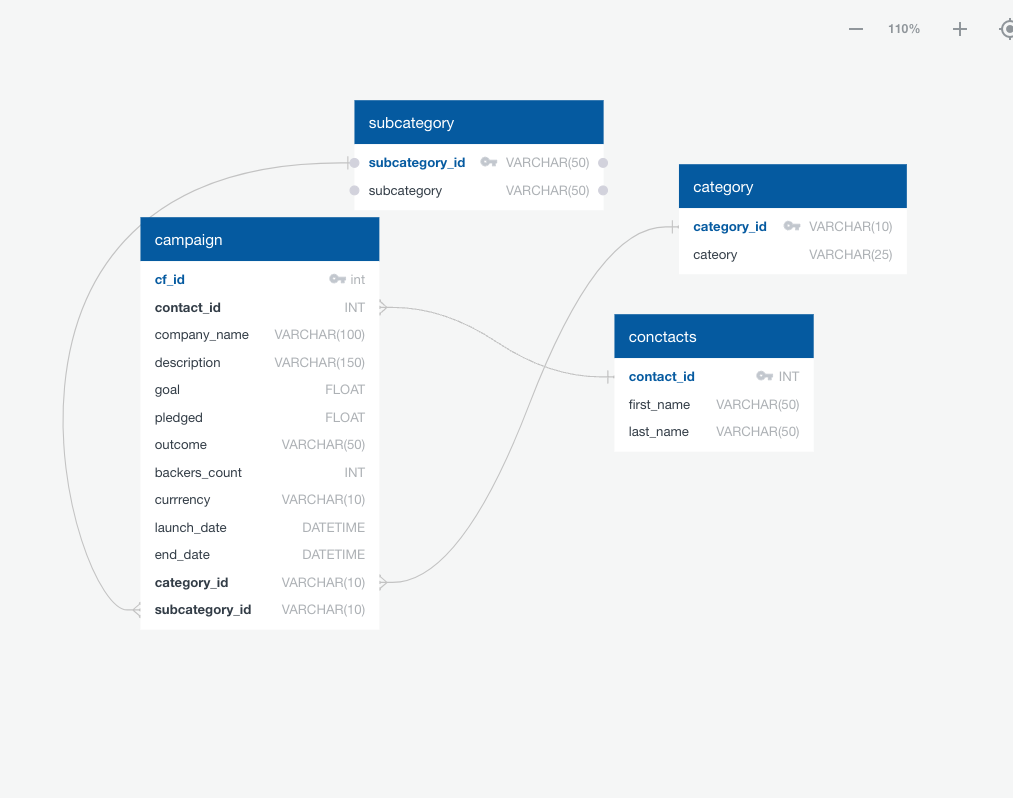 110%
subcategory
subcategory_id VARCHAR(50)
subcategory VARCHAR(50)
category
category_id VARCHAR(10)
cateory VARCHAR(25)
campaign
cf_id int
contact_id INT
company_name VARCHAR(100)
description VARCHAR(150)
goal FLOAT
pledged FLOAT
outcome VARCHAR(50)
backers_count INT
currrency VARCHAR(10)
launch_date DATETIME
end_date DATETIME
category_id VARCHAR(10)
subcategory_id VARCHAR(10)
conctacts
contact_id INT
first_name VARCHAR(50)
last_name VARCHAR(50)